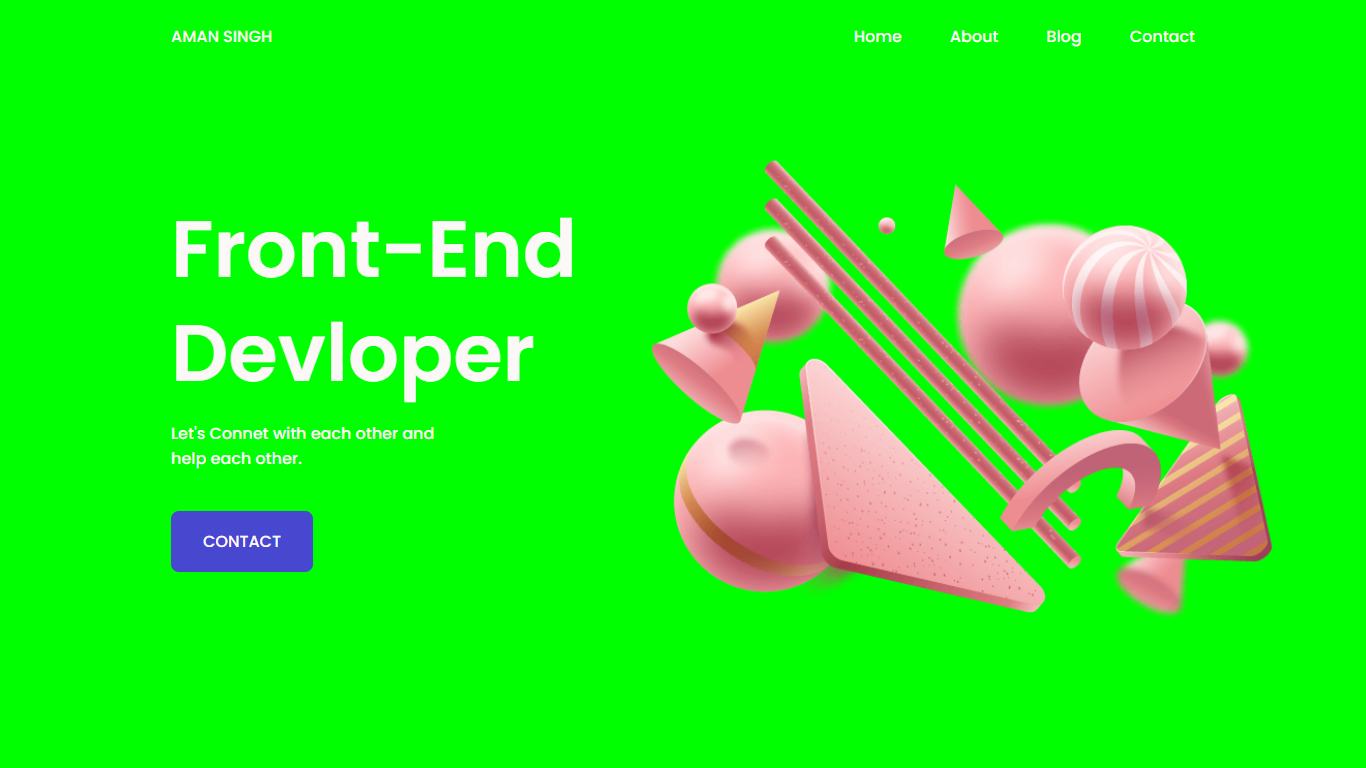 AMAN SINGH
Home About Blog Contact
Front-End
Devloper
Let's Connet with each other and
help each other.
CONTACT